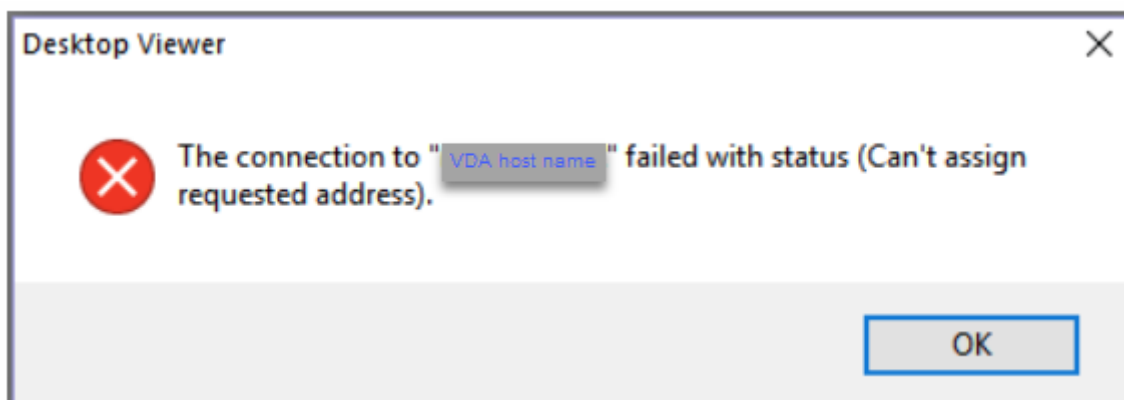 Desktop Viewer
The connection to "VDA host name" failed with status (Can't assign
requested address).
OK